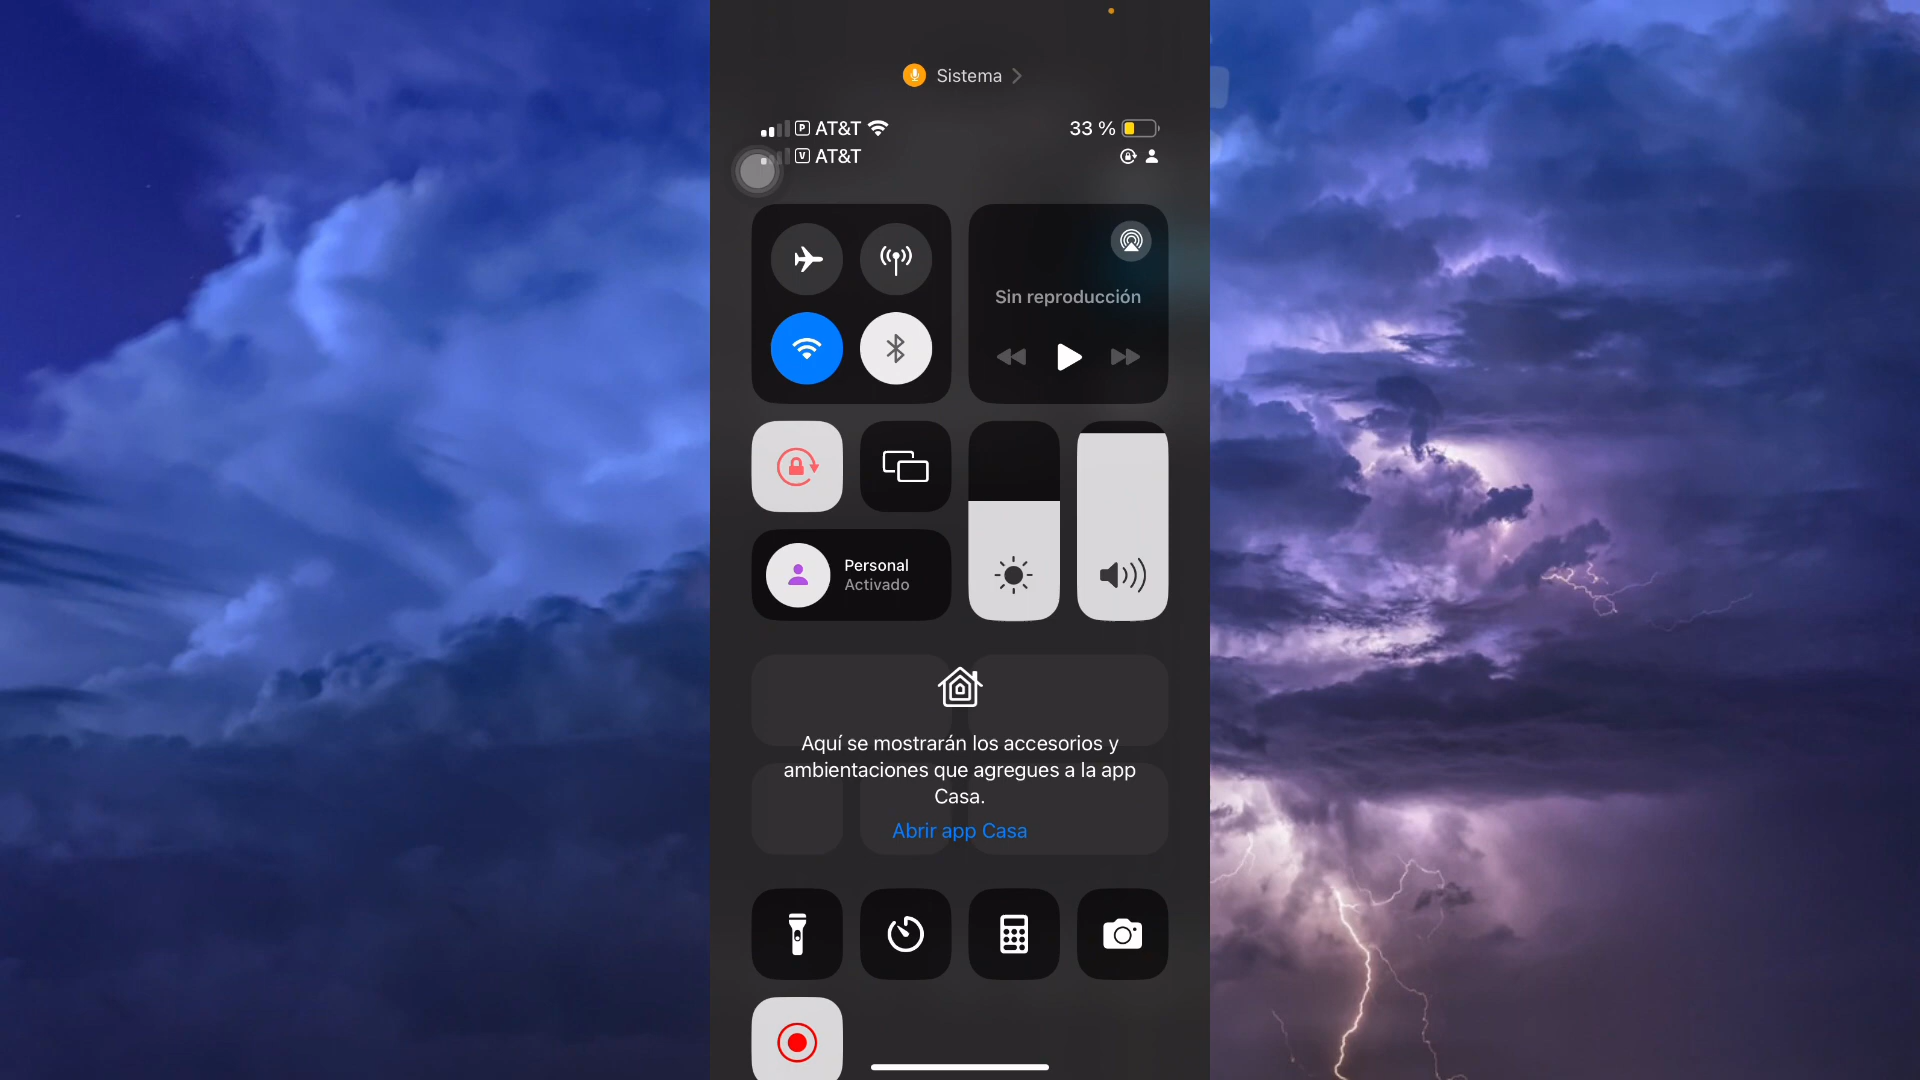 Sistema
P AT&T
33 %
V AT&T
Sin reproducción
Personal
Activado
Aquí se mostrarán los accesorios y
ambientaciones que agregues a la app
Casa.
Abrir app Casa